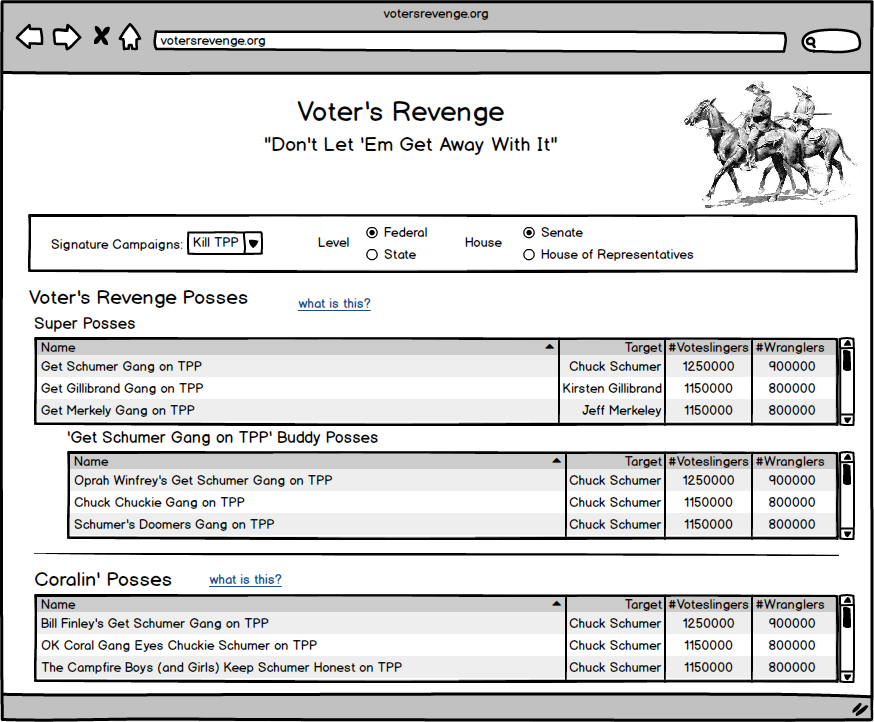 votersrevenge.org
votersrevenge.org
Voter's Revenge
"Don't Let 'Em Get Away With It"
Signature Campaigns: Kill TPP Level Federal State House Senate House of Representatives
Voter's Revenge Posses what is this?
Super Posses
Name Target #Voteslingers #Wranglers
Get Schumer Gang on TPP Chuck Schumer 1250000 900000
Get Gillibrand Gang on TPP Kirsten Gillibrand 1150000 800000
Get Merkely Gang on TPP Jeff Merkeley 1150000 800000
'Get Schumer Gang on TPP' Buddy Posses
Name Target #Voteslingers #Wranglers
Oprah Winfrey's Get Schumer Gang on TPP Chuck Schumer 1250000 900000
Chuck Chuckie Gang on TPP Chuck Schumer 1150000 800000
Schumer's Doomers Gang on TPP Chuck Schumer 1150000 800000
Coralin' Posses what is this?
Name Target #Voteslingers #Wranglers
Bill Finley's Get Schumer Gang on TPP Chuck Schumer 1250000 900000
OK Coral Gang Eyes Chuckie Schumer on TPP Chuck Schumer 1150000 800000
The Campfire Boys (and Girls) Keep Schumer Honest on TPP Chuck Schumer 1150000 800000